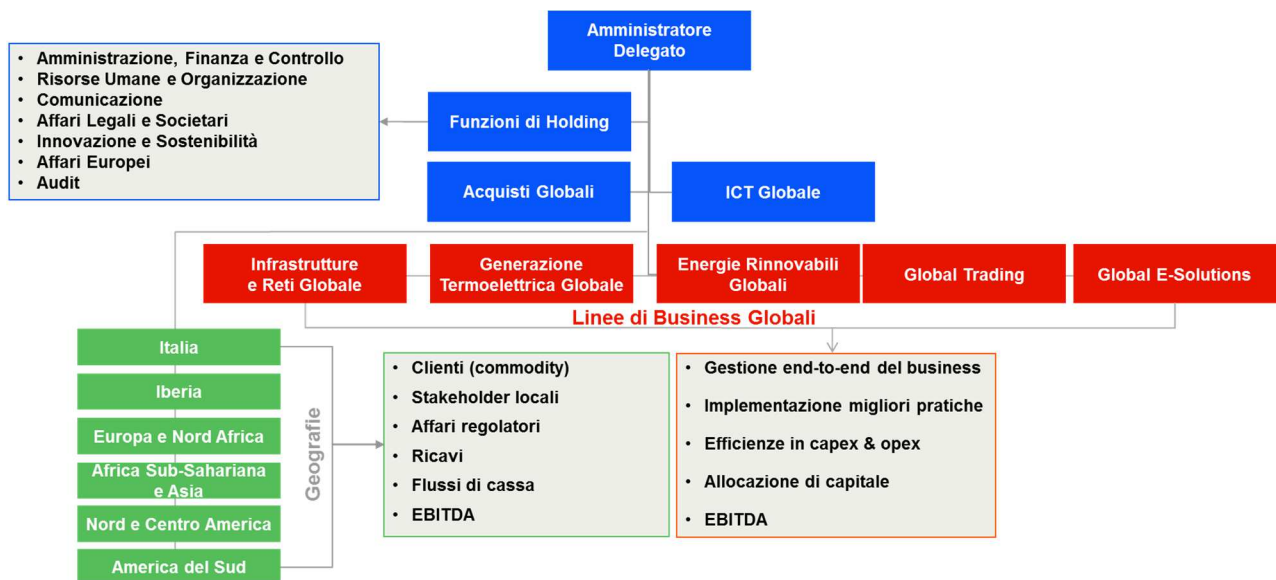 Amministratore
Delegato
• Amministrazione, Finanza e Controllo
• Risorse Umane e Organizzazione
• Comunicazione
• Affari Legali e Societari
• Innovazione e Sostenibilità
• Affari Europei
• Audit
Funzioni di Holding
Acquisti Globali
ICT Globale
Infrastrutture
e Reti Globale
Generazione
Termoelettrica Globale
Energie Rinnovabili
Globali
Global Trading
Global E-Solutions
Linee di Business Globali
Italia
Iberia
Europa e Nord Africa
Africa Sub-Sahariana
e Asia
Nord e Centro America
America del Sud
Geografie
• Clienti (commodity)
• Stakeholder locali
• Affari regolatori
• Ricavi
• Flussi di cassa
• EBITDA
• Gestione end-to-end del business
• Implementazione migliori pratiche
• Efficienze in capex & opex
• Allocazione di capitale
• EBITDA